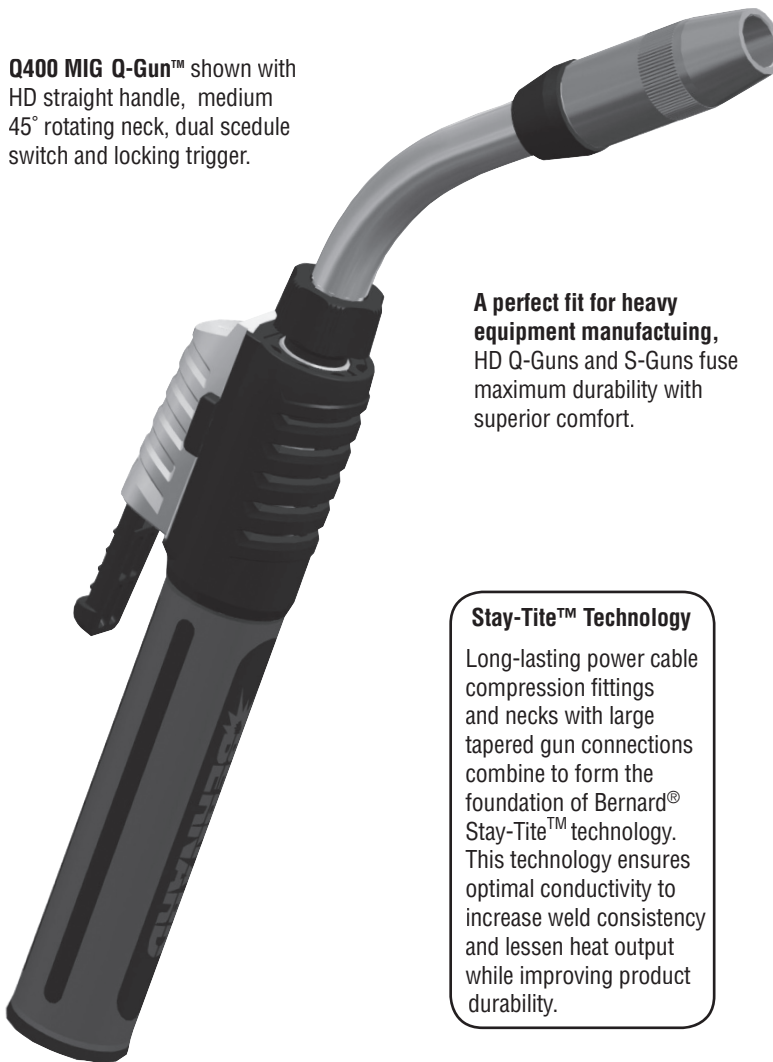 Q400 MIG Q-Gun™ shown with
HD straight handle, medium
45° rotating neck, dual scedule
switch and locking trigger.
A perfect fit for heavy
equipment manufactuing,
HD Q-Guns and S-Guns fuse
maximum durability with
superior comfort.
Stay-Tite™ Technology
Long-lasting power cable
compression fittings
and necks with large
tapered gun connections
combine to form the
foundation of Bernard®
Stay-Tite™ technology.
This technology ensures
optimal conductivity to
increase weld consistency
and lessen heat output
while improving product
durability.
BERNARD